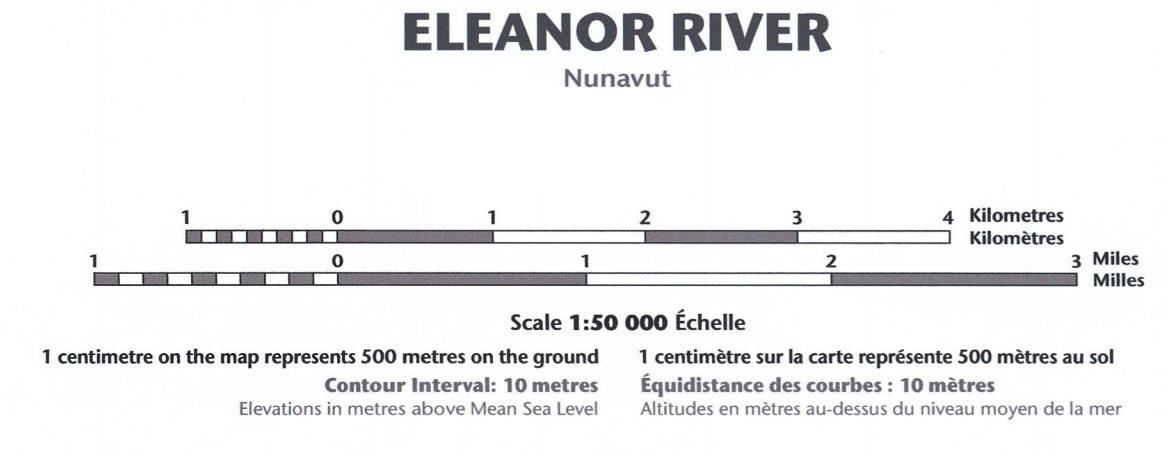 ELEANOR RIVER
Nunavut
1 0 1 2 3 4 Kilometres
Kilomètres
1 0 1 2 3 Miles
Milles
Scale 1:50 000 Échelle
1 centimetre on the map represents 500 metres on the ground
1 centimètre sur la carte représente 500 mètres au sol
Contour Interval: 10 metres
Équidistance des courbes : 10 mètres
Elevations in metres above Mean Sea Level
Altitudes en mètres au-dessus du niveau moyen de la mer